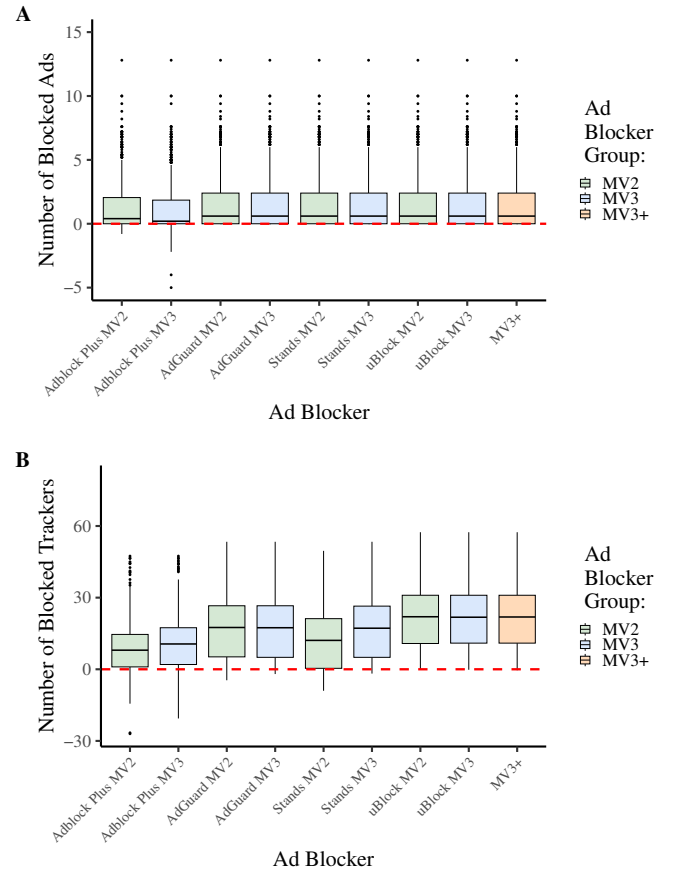 A
Number of Blocked Ads
15
10
5
0
−5
Adblock Plus MV2
Adblock Plus MV3
AdGuard MV2
AdGuard MV3
Stands MV2
Stands MV3
uBlock MV2
uBlock MV3
MV3+
Ad Blocker
Ad
Blocker
Group:
MV2
MV3
MV3+
B
Number of Blocked Trackers
60
30
0
−30
Adblock Plus MV2
Adblock Plus MV3
AdGuard MV2
AdGuard MV3
Stands MV2
Stands MV3
uBlock MV2
uBlock MV3
MV3+
Ad Blocker
Ad
Blocker
Group:
MV2
MV3
MV3+